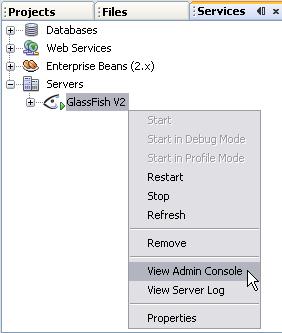 Projects Files Services
Databases
Web Services
Enterprise Beans (2.x)
Servers
GlassFish V2
Start
Start in Debug Mode
Start in Profile Mode
Restart
Stop
Refresh
Remove
View Admin Console
View Server Log
Properties